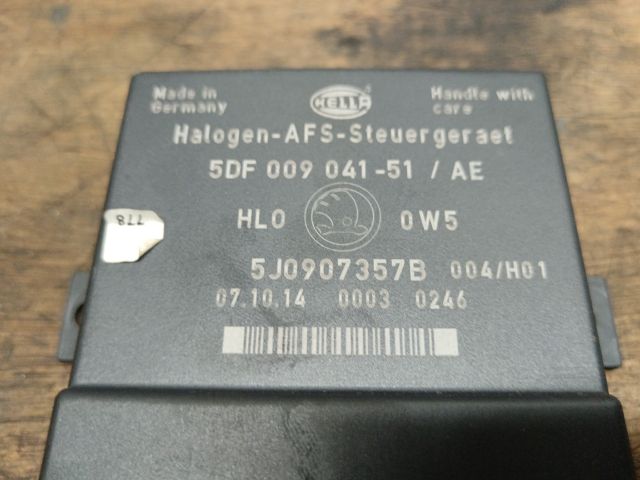 Made in
Germany
HELLA
Handle with
care
Halogen-AFS-Steuergeraet
5DF 009 041-51 / AE
778
HL0 0W5
5J0907357B 004/H01
07.10.14 0003 0246